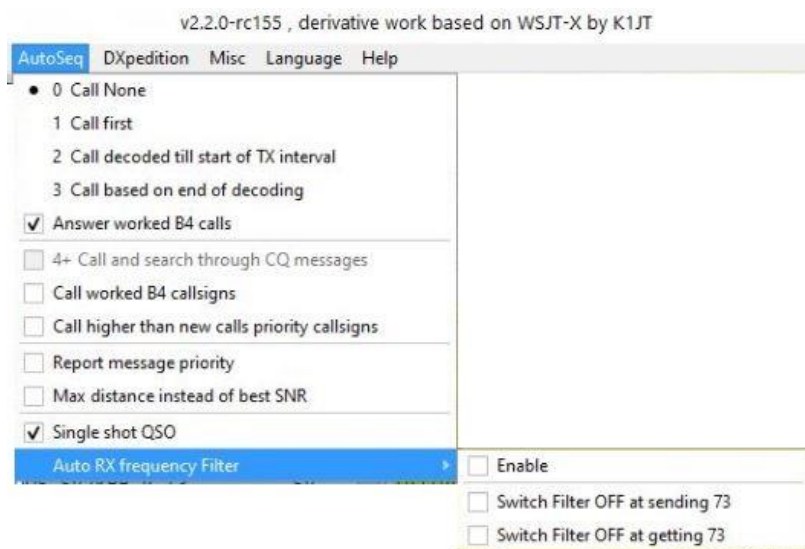 v2.2.0-rc155 , derivative work based on WSJT-X by K1JT
AutoSeq DXpedition Misc Language Help
0 Call None
1 Call first
2 Call decoded till start of TX interval
3 Call based on end of decoding
Answer worked B4 calls
4+ Call and search through CQ messages
Call worked B4 callsigns
Call higher than new calls priority callsigns
Report message priority
Max distance instead of best SNR
Single shot QSO
Auto RX frequency Filter
Enable
Switch Filter OFF at sending 73
Switch Filter OFF at getting 73